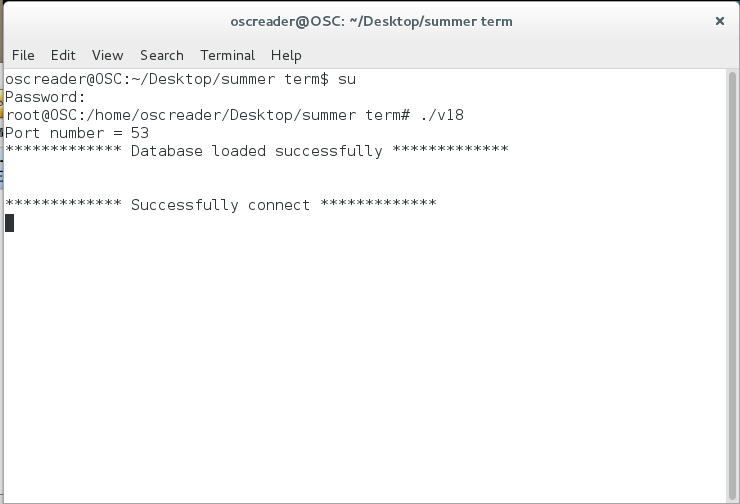 oscreader@OSC: ~/Desktop/summer term
×
File Edit View Search Terminal Help
oscreader@OSC:~/Desktop/summer term$ su
Password:
root@OSC:/home/oscreader/Desktop/summer term# ./v18
Port number = 53
************* Database loaded successfully *************
************* Successfully connect *************